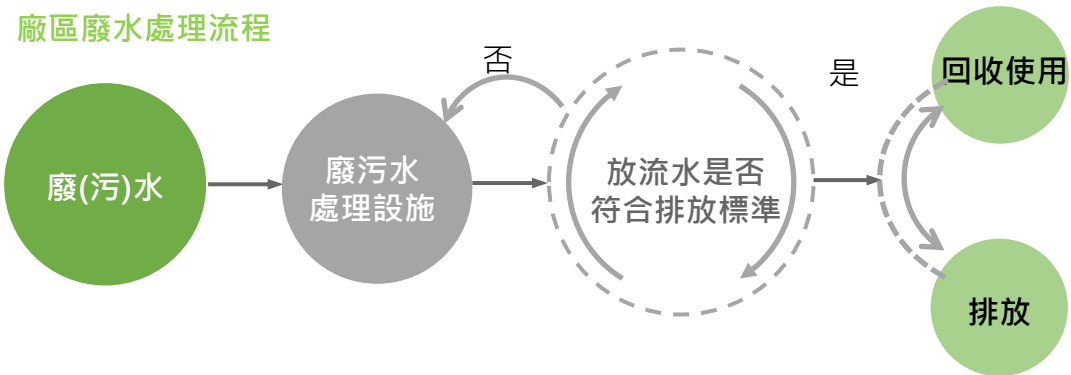 廠區廢水處理流程
否
是
回收使用
廢(污)水
廢污水
處理設施
放流水是否
符合排放標準
排放